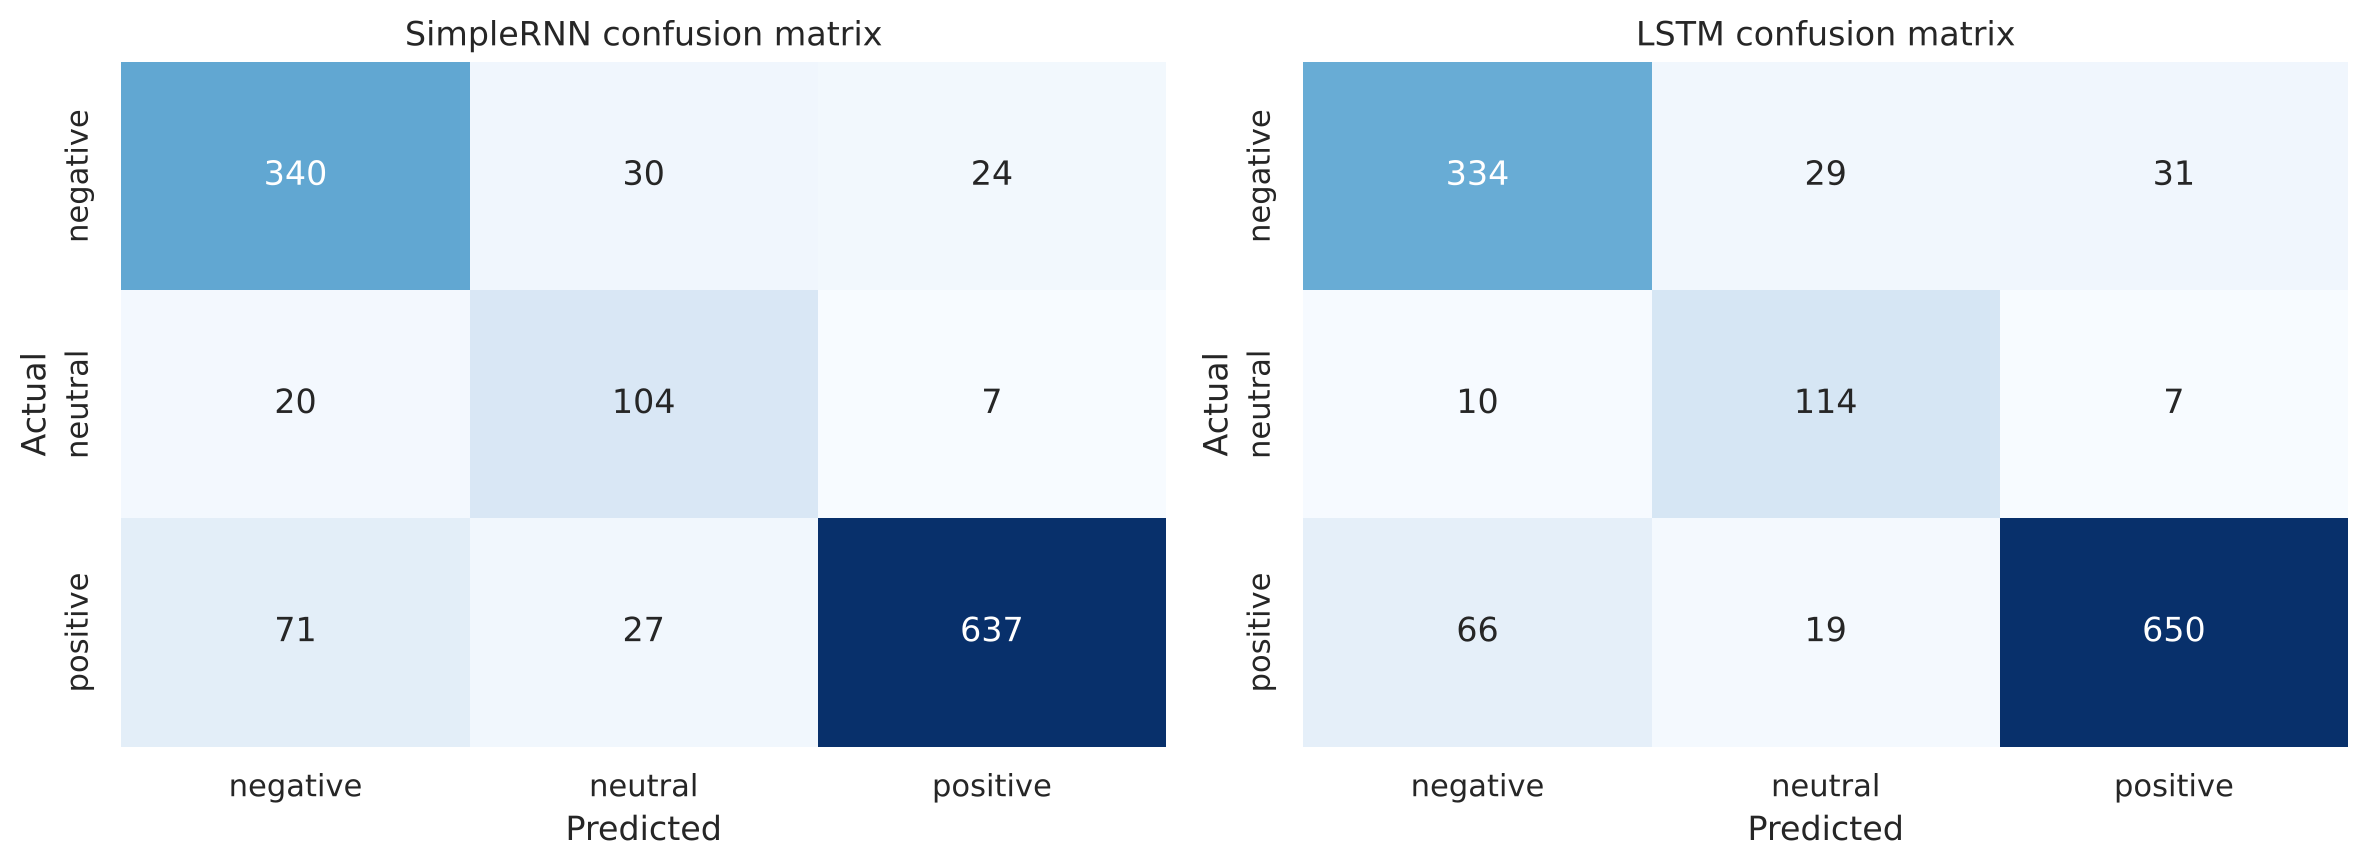 SimpleRNN confusion matrix
negative 340 30 24
neutral 20 104 7
positive 71 27 637
Actual
negative neutral positive
Predicted
LSTM confusion matrix
negative 334 29 31
neutral 10 114 7
positive 66 19 650
Actual
negative neutral positive
Predicted